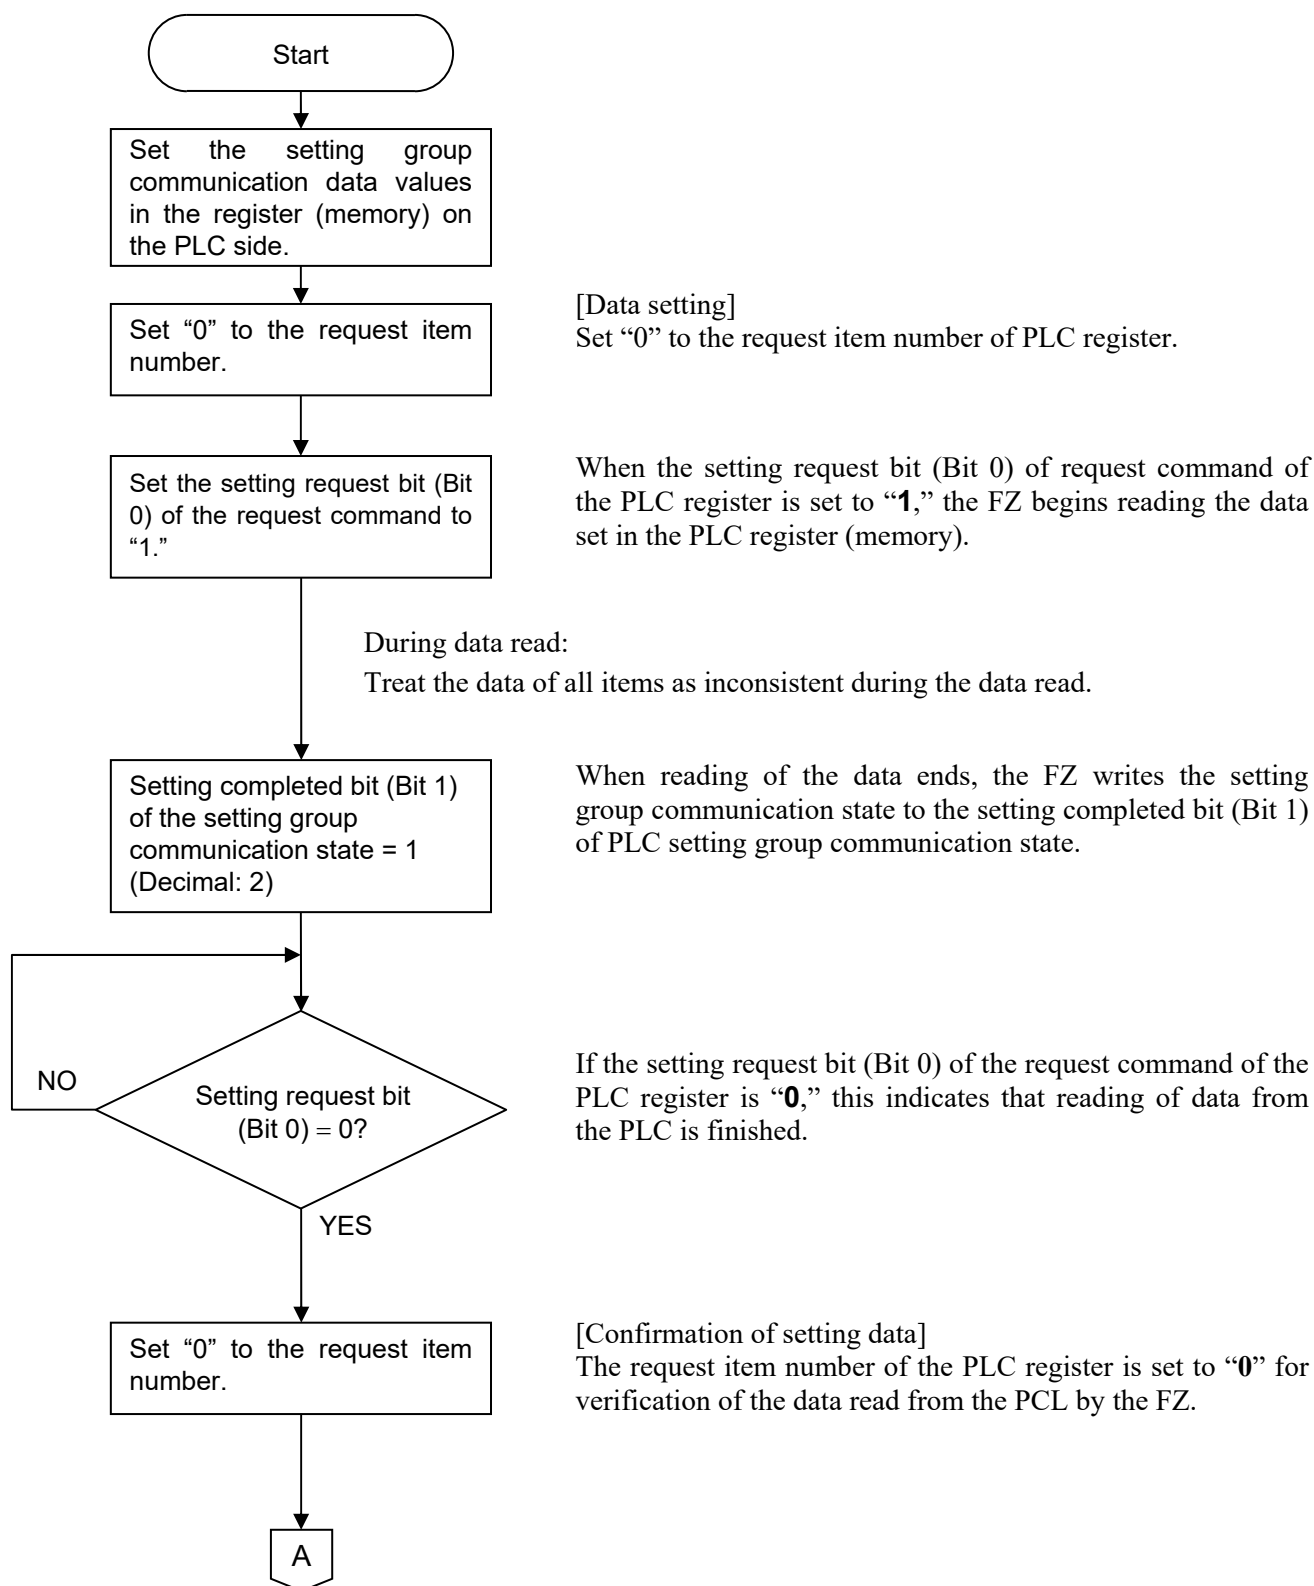 Start
Set the setting group
communication data values
in the register (memory) on
the PLC side.
Set “0” to the request item
number.
[Data setting]
Set “0” to the request item number of PLC register.
Set the setting request bit (Bit
0) of the request command to
“1.”
When the setting request bit (Bit 0) of request command of
the PLC register is set to “1,” the FZ begins reading the data
set in the PLC register (memory).
During data read:
Treat the data of all items as inconsistent during the data read.
Setting completed bit (Bit 1)
of the setting group
communication state = 1
(Decimal: 2)
When reading of the data ends, the FZ writes the setting
group communication state to the setting completed bit (Bit 1)
of PLC setting group communication state.
NO
Setting request bit
(Bit 0) = 0?
If the setting request bit (Bit 0) of the request command of the
PLC register is “0,” this indicates that reading of data from
the PLC is finished.
YES
Set “0” to the request item
number.
[Confirmation of setting data]
The request item number of the PLC register is set to “0” for
verification of the data read from the PCL by the FZ.
A